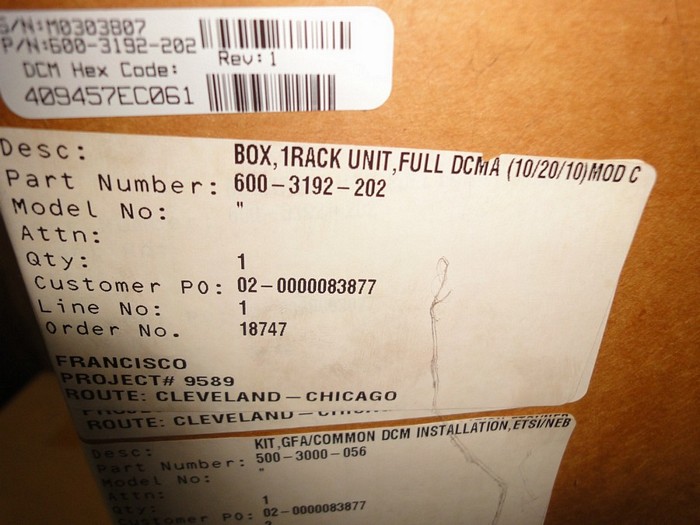 S/N:M0303807
P/N:600-3192-202
Rev:1
DCM Hex Code:
409457EC061
Desc: BOX,1RACK UNIT,FULL DCMA (10/20/10)MOD C
Part Number: 600-3192-202
Model No: "
Attn:
Qty: 1
Customer PO: 02-0000083877
Line No: 1
Order No. 18747
FRANCISCO
PROJECT# 9589
ROUTE: CLEVELAND-CHICAGO
ROUTE: CLEVELAND-CHICAGO
Desc: KIT,GFA/COMMON DCM INSTALLATION,ETSI/NEB
Part Number: 500-3000-056
Model No: "
Attn:
Qty: 1
Customer PO: 02-0000083877